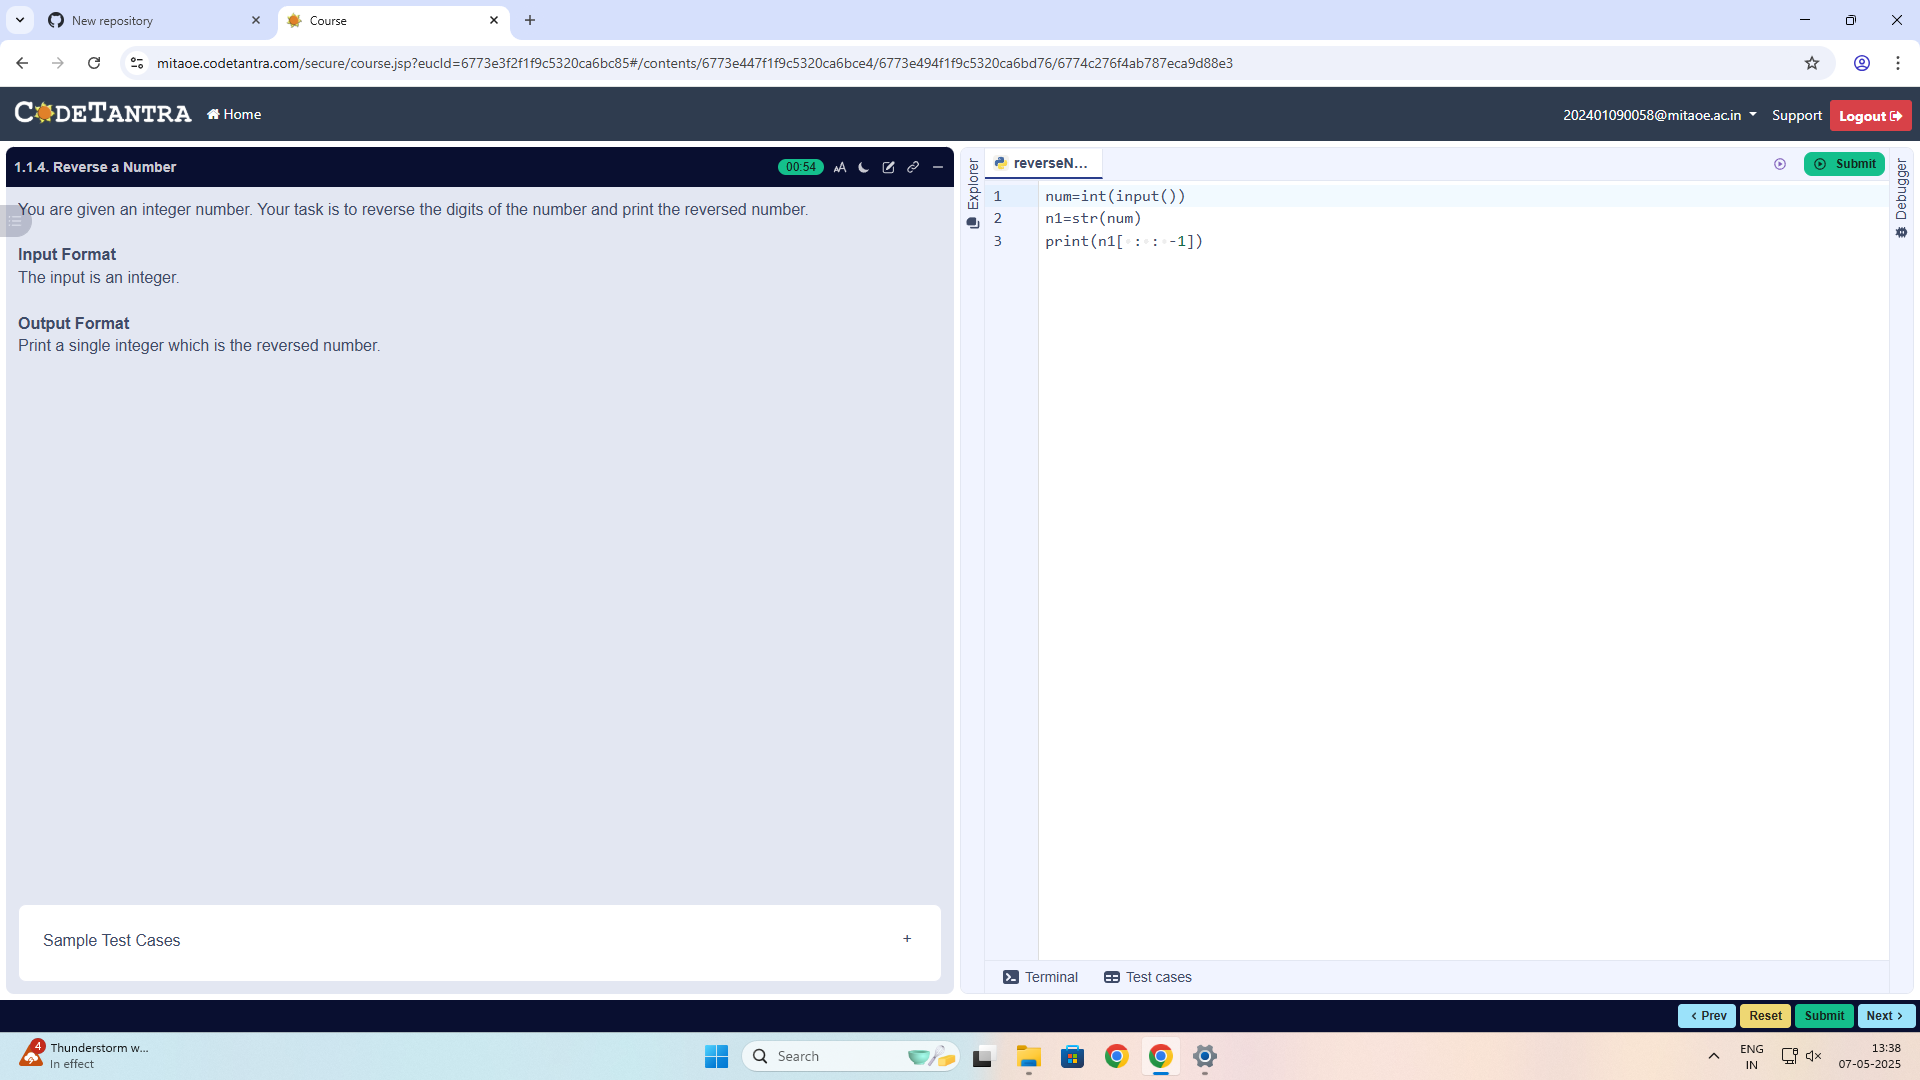 New repository
Course
mitaoe.codetantra.com/secure/course.jsp?eucId=6773e3f2f1f9c5320ca6bc85#/contents/6773e447f1f9c5320ca6bce4/6773e494f1f9c5320ca6bd76/6774c276f4ab787eca9d88e3
CODETANTRA
Home
202401090058@mitaoe.ac.in
Support
Logout
1.1.4. Reverse a Number
00:54
AA
You are given an integer number. Your task is to reverse the digits of the number and print the reversed number.
Input Format
The input is an integer.
Output Format
Print a single integer which is the reversed number.
Sample Test Cases
+
Explorer
reverseN...
Submit
Debugger
1 num=int(input())
2 n1=str(num)
3 print(n1[ : : -1])
Terminal
Test cases
< Prev
Reset
Submit
Next >
4
Thunderstorm w...
In effect
Search
ENG
IN
13:38
07-05-2025